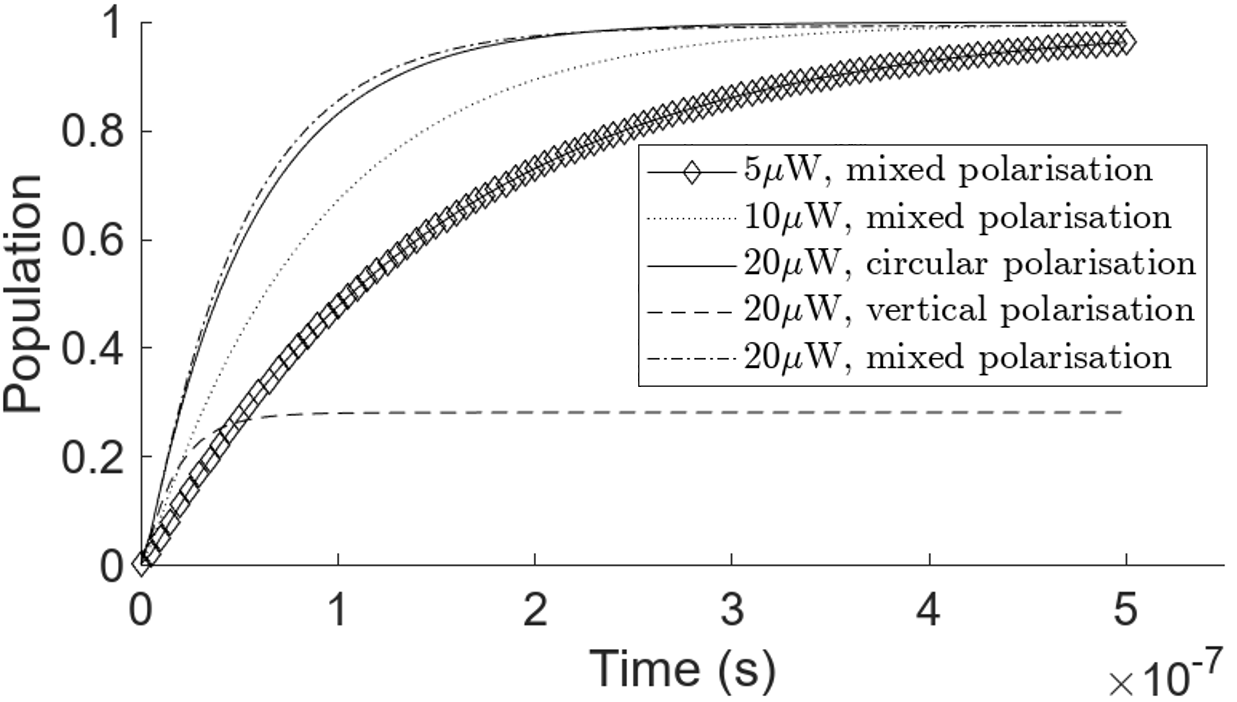 1
0.8
0.6
0.4
0.2
0
Population
5μW, mixed polarisation
10μW, mixed polarisation
20μW, circular polarisation
20μW, vertical polarisation
20μW, mixed polarisation
0 1 2 3 4 5
Time (s)
×10⁻⁷